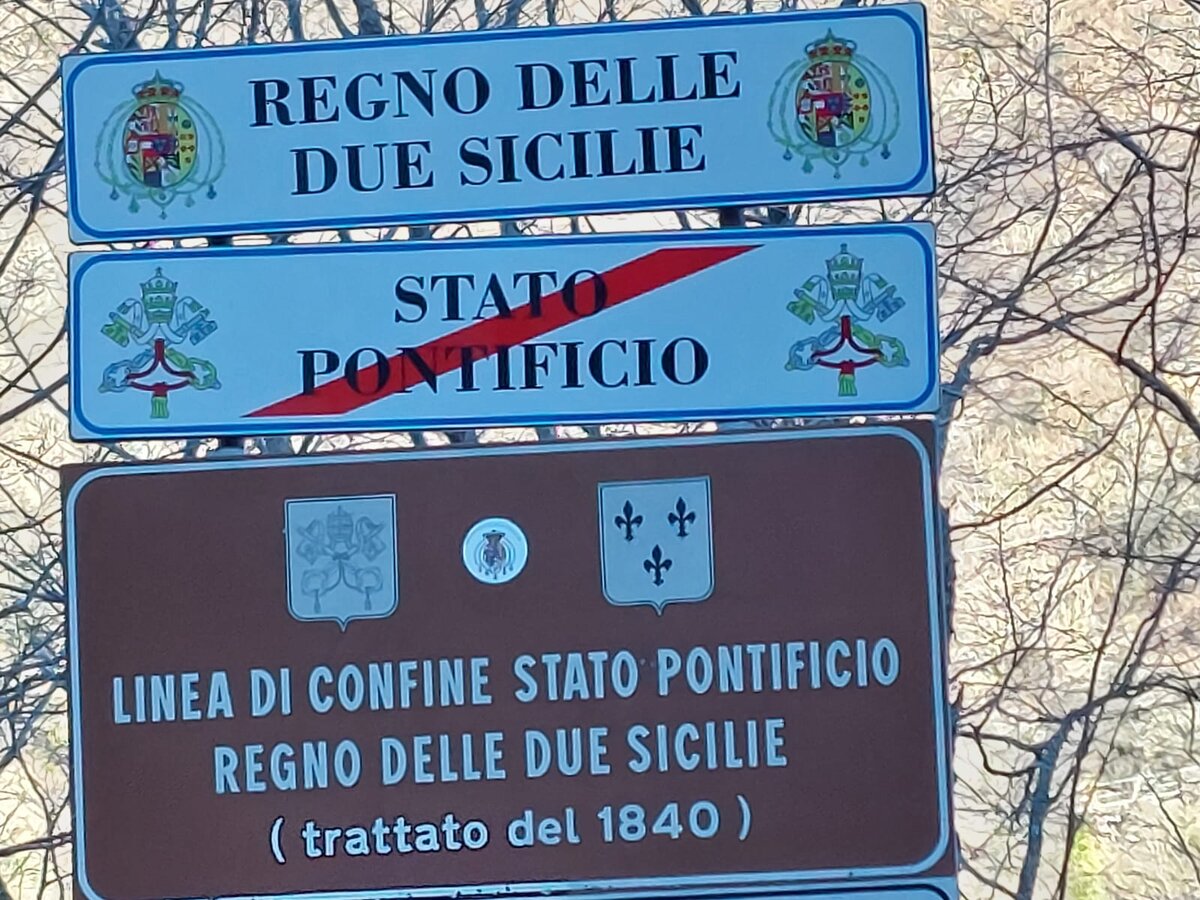 REGNO DELLE
DUE SICILIE
STATO
PONTIFICIO
LINEA DI CONFINE STATO PONTIFICIO
REGNO DELLE DUE SICILIE
( trattato del 1840 )